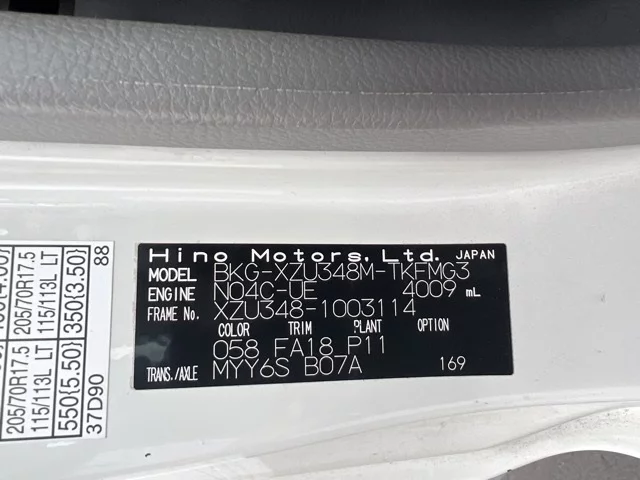 Hino Motors, Ltd. JAPAN
MODEL BKG-XZU348M-TKFMG3
ENGINE N04C-UE 4009 mL
FRAME No. XZU348-1003114
COLOR TRIM PLANT OPTION
058 FA18 P11
TRANS./AXLE MYY6S B07A 169
205/70R17.5 205/70R17.5
115/113L LT 115/113L LT
550{5.50} 350{3.50}
37D90 88